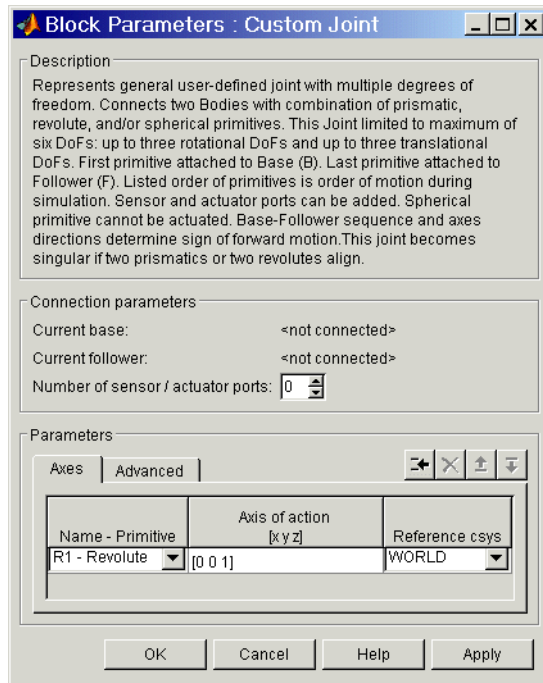 Block Parameters : Custom Joint
Description
Represents general user-defined joint with multiple degrees of
freedom. Connects two Bodies with combination of prismatic,
revolute, and/or spherical primitives. This Joint limited to maximum of
six DoFs: up to three rotational DoFs and up to three translational
DoFs. First primitive attached to Base (B). Last primitive attached to
Follower (F). Listed order of primitives is order of motion during
simulation. Sensor and actuator ports can be added. Spherical
primitive cannot be actuated. Base-Follower sequence and axes
directions determine sign of forward motion.This joint becomes
singular if two prismatics or two revolutes align.
Connection parameters
Current base: <not connected>
Current follower: <not connected>
Number of sensor / actuator ports: 0
Parameters
Axes Advanced
Name - Primitive Axis of action [x y z] Reference csys
R1 - Revolute [0 0 1] WORLD
OK Cancel Help Apply